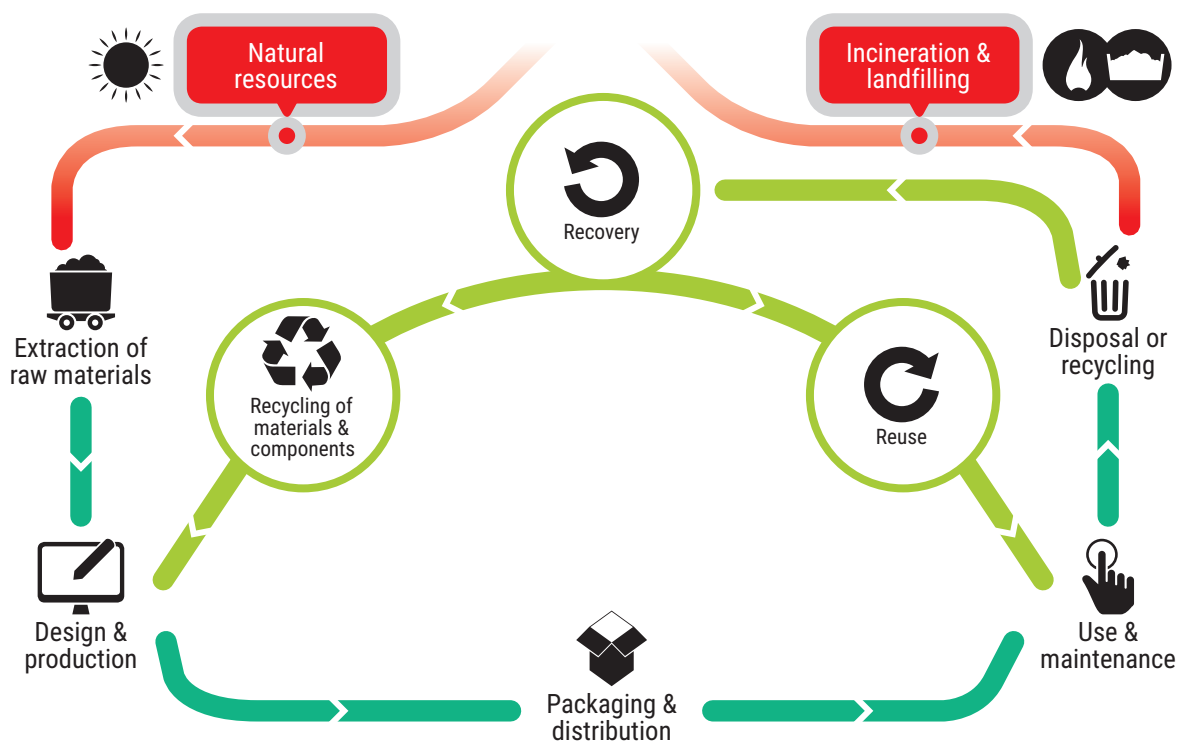 Natural
resources
Incineration &
landfilling
Recovery
Extraction of
raw materials
Recycling of
materials &
components
Reuse
Disposal or
recycling
Design &
production
Packaging &
distribution
Use &
maintenance